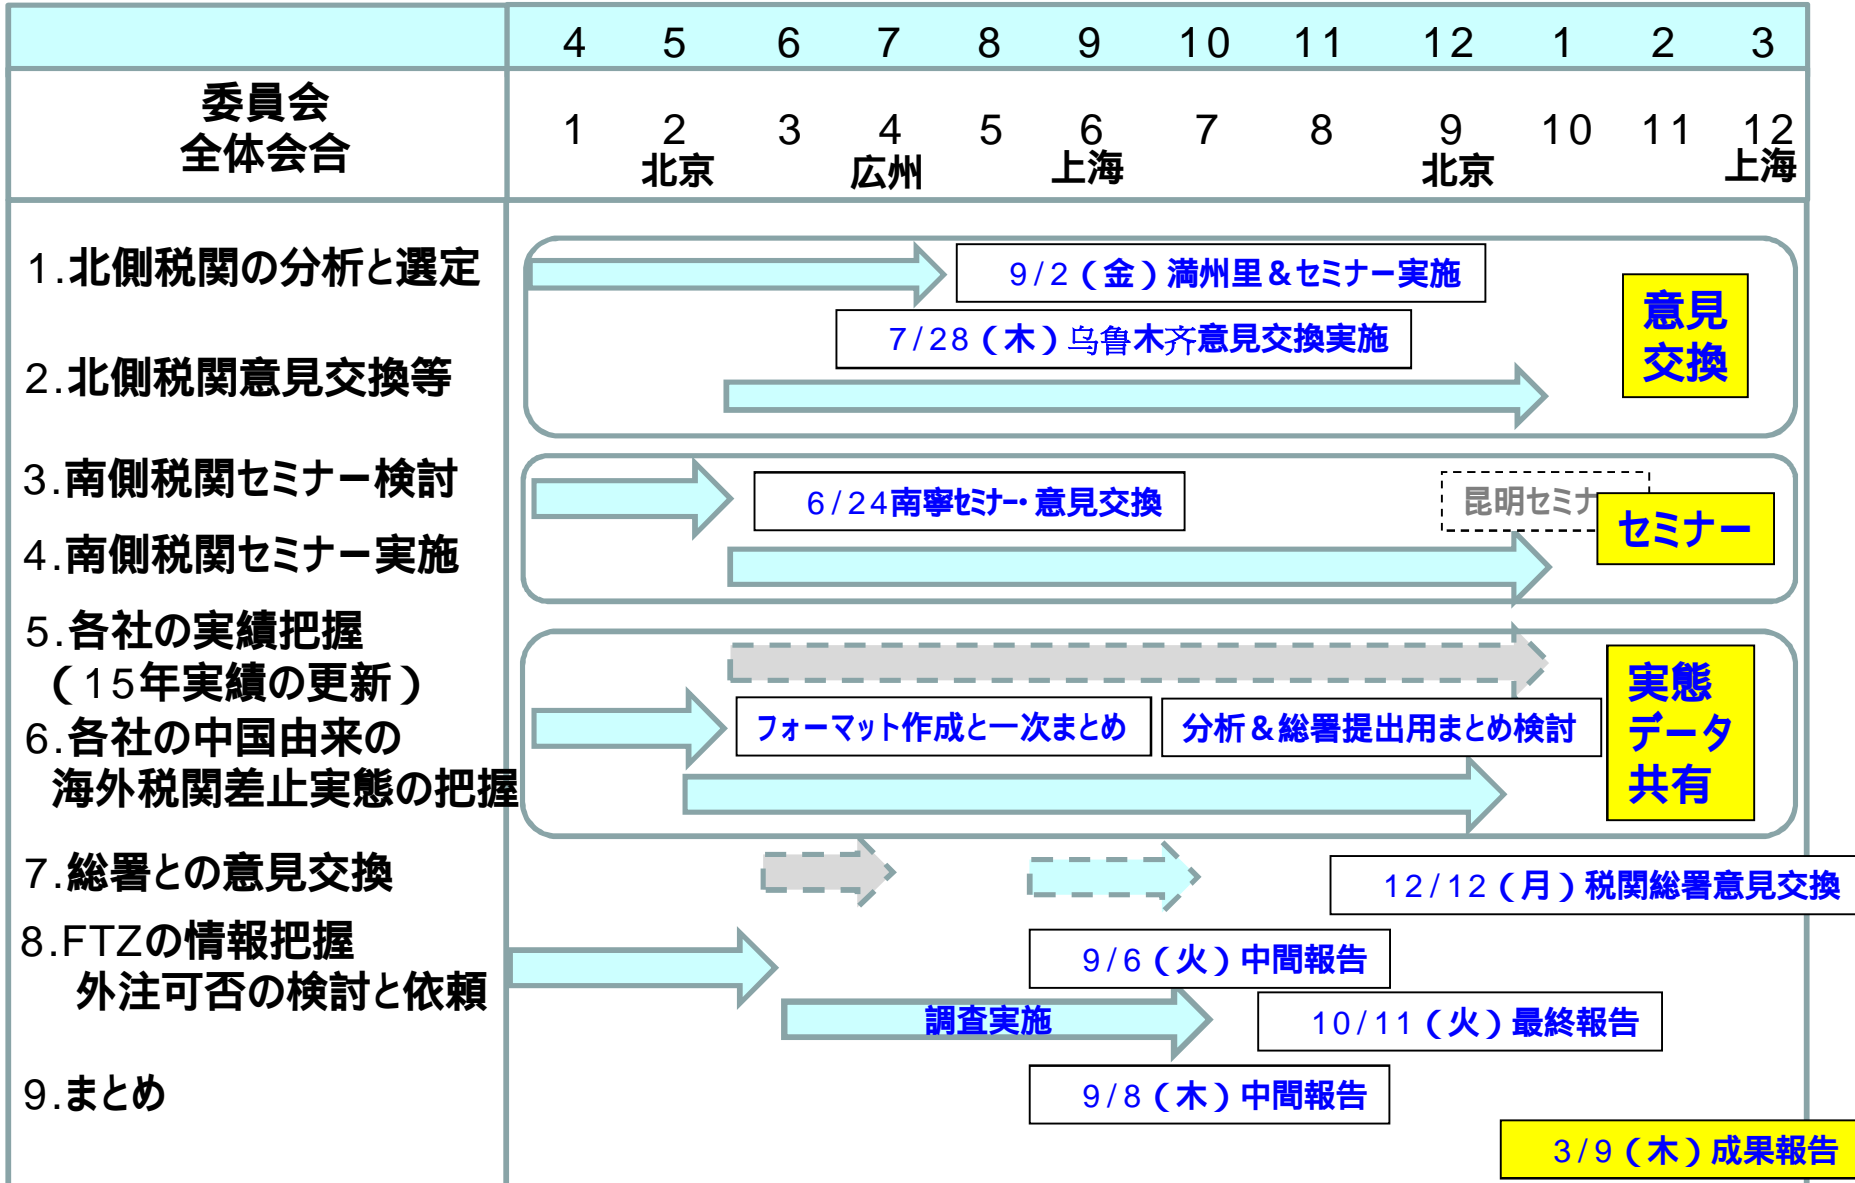 4 5 6 7 8 9 10 11 12 1 2 3
委員会
全体会合
1 2 3 4 5 6 7 8 9 10 11 12
北京 広州 上海 北京 上海
1.北側税関の分析と選定
9/2（金）満州里＆セミナー実施
7/28（木）乌鲁木齐意見交換実施
意見
交換
2.北側税関意見交換等
3.南側税関セミナー検討
6/24南寧セミナー・意見交換
昆明セミナ
セミナー
4.南側税関セミナー実施
5.各社の実績把握
（15年実績の更新）
6.各社の中国由来の
海外税関差止実態の把握
フォーマット作成と一次まとめ
分析＆総署提出用まとめ検討
実態
データ
共有
7.総署との意見交換
12/12（月）税関総署意見交換
8.FTZの情報把握
外注可否の検討と依頼
9/6（火）中間報告
調査実施
10/11（火）最終報告
9.まとめ
9/8（木）中間報告
3/9（木）成果報告